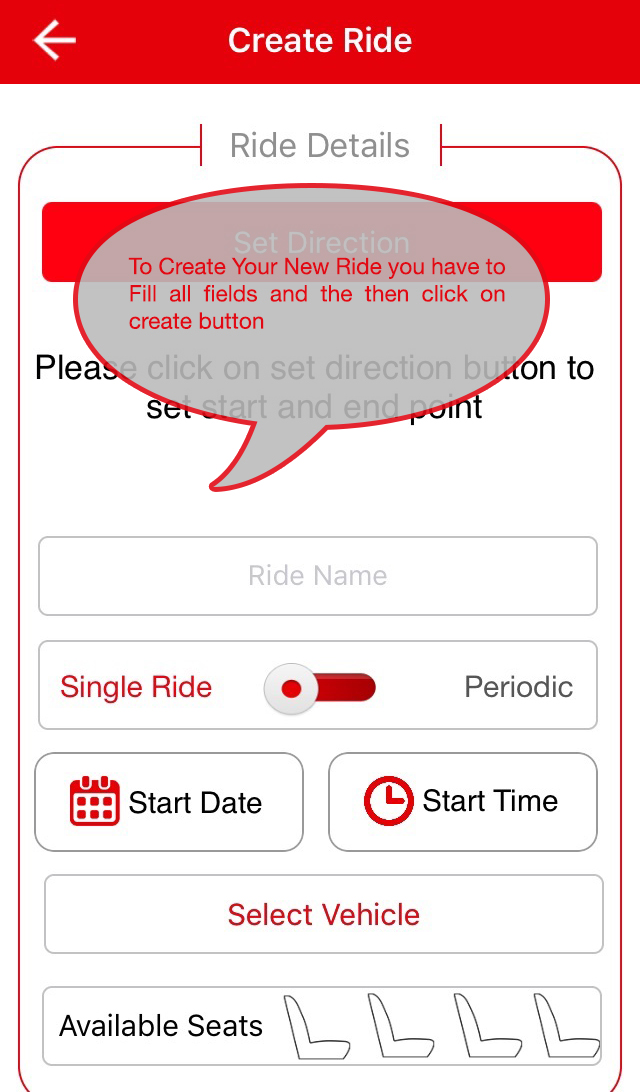 Create Ride
Ride Details
Set Direction
To Create Your New Ride you have to
Fill all fields and the then click on
create button
Please click on set direction button to
set start and end point
Ride Name
Single Ride
Periodic
Start Date
Start Time
Select Vehicle
Available Seats